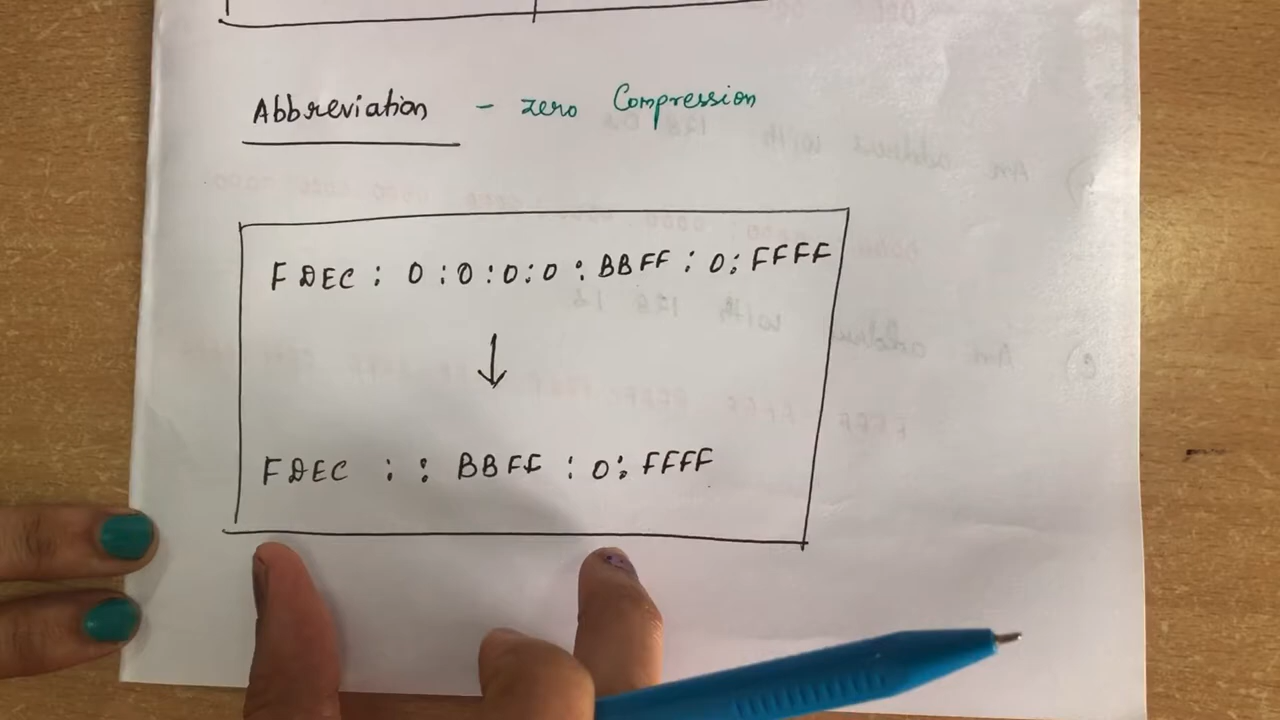 Abbreviation - zero Compression
FDEC : 0 : 0 : 0 : 0 : BBFF : 0 : FFFF
↓
FDEC : : BBFF : 0 : FFFF